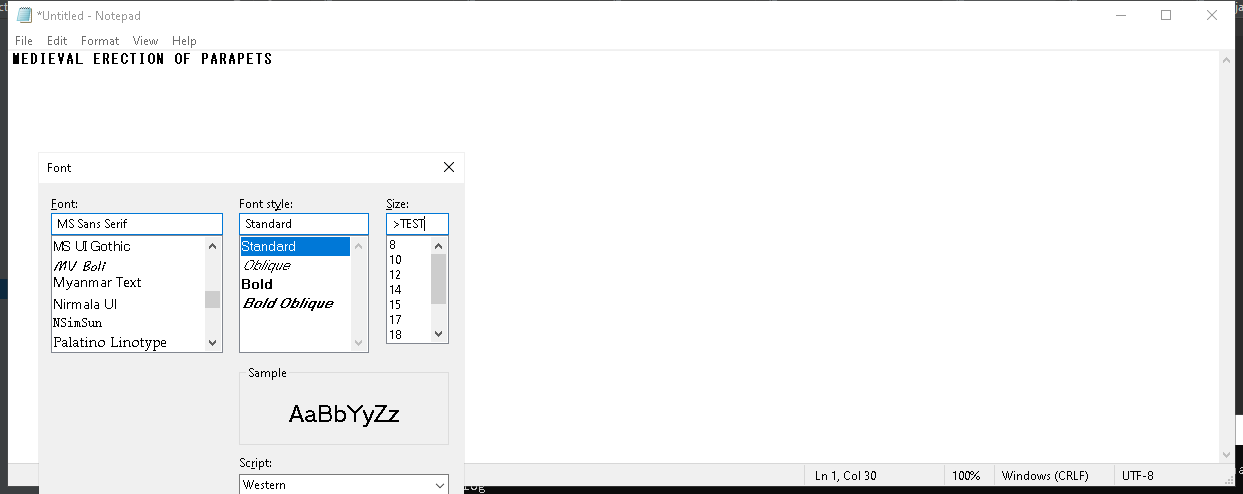 *Untitled - Notepad
File Edit Format View Help
MEDIEVAL ERECTION OF PARAPETS
Font
Font: Font style: Size:
MS Sans Serif Standard >TEST
MS UI Gothic Standard 8
MV Boli Oblique 10
Myanmar Text Bold 12
Nirmala UI Bold Oblique 14
NSimSun 15
Palatino Linotype 17
18
Sample
AaBbYyZz
Script:
Western
Ln 1, Col 30 100% Windows (CRLF) UTF-8